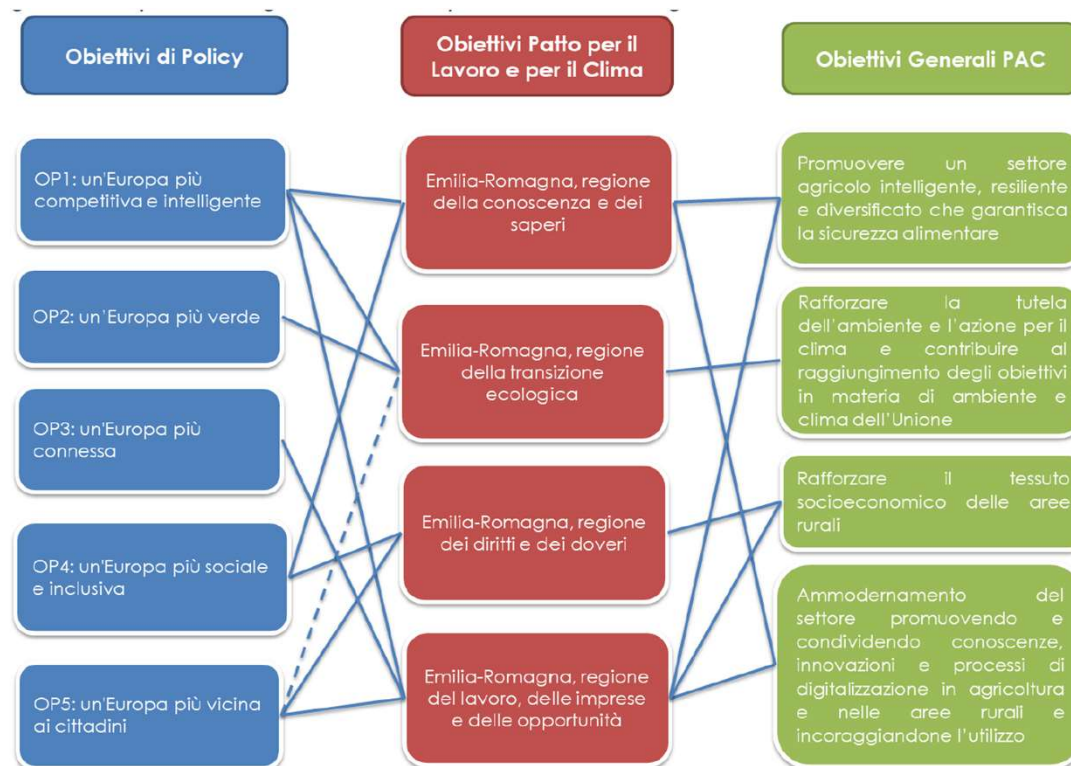 Obiettivi di Policy
Obiettivi Patto per il
Lavoro e per il Clima
Obiettivi Generali PAC
OP1: un'Europa più
competitiva e intelligente
OP2: un'Europa più verde
OP3: un'Europa più
connessa
OP4: un'Europa più sociale
e inclusiva
OP5: un'Europa più vicina
ai cittadini
Emilia-Romagna, regione
della conoscenza e dei
saperi
Emilia-Romagna, regione
della transizione
ecologica
Emilia-Romagna, regione
dei diritti e dei doveri
Emilia-Romagna, regione
del lavoro, delle imprese
e delle opportunità
Promuovere un settore
agricolo intelligente, resiliente
e diversificato che garantisca
la sicurezza alimentare
Rafforzare la tutela
dell'ambiente e l'azione per il
clima e contribuire al
raggiungimento degli obiettivi
in materia di ambiente e
clima dell'Unione
Rafforzare il tessuto
socioeconomico delle aree
rurali
Ammodernamento del
settore promuovendo e
condividendo conoscenze,
innovazioni e processi di
digitalizzazione in agricoltura
e nelle aree rurali e
incoraggiandone l'utilizzo